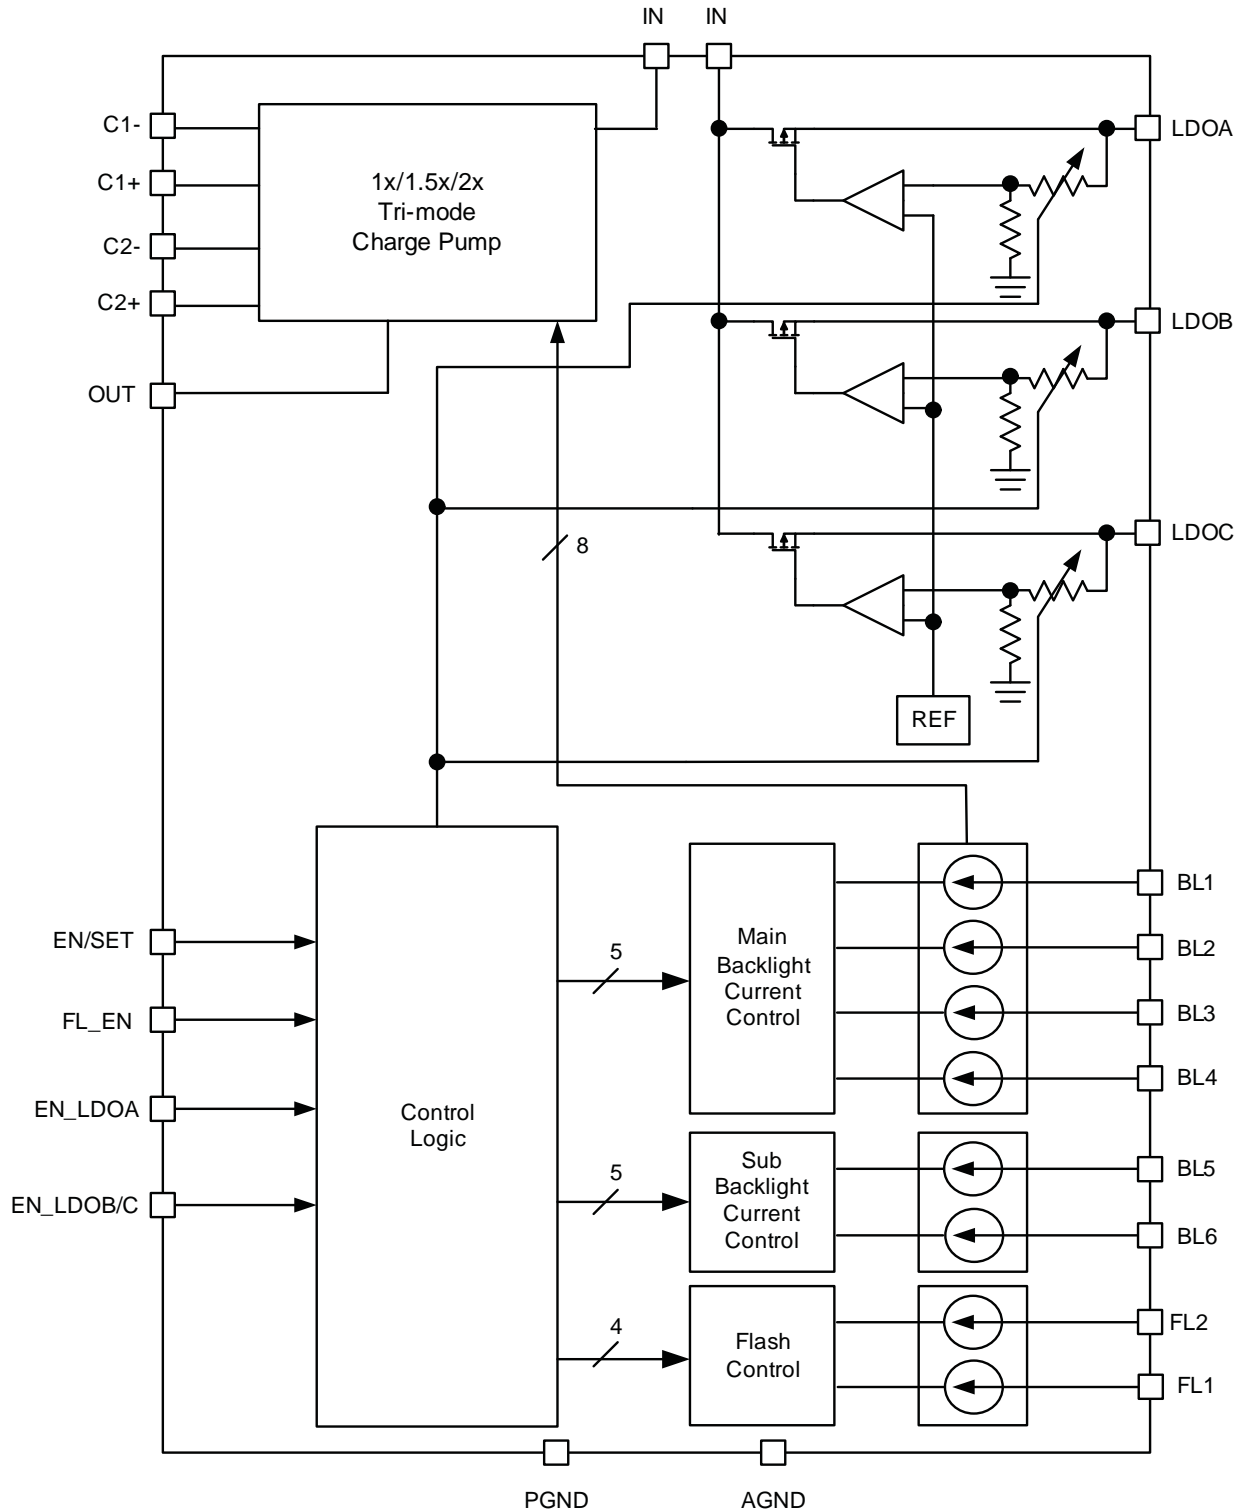 IN
IN
C1-
C1+
C2-
C2+
OUT
1x/1.5x/2x
Tri-mode
Charge Pump
LDOA
LDOB
LDOC
8
REF
EN/SET
FL_EN
EN_LDOA
EN_LDOB/C
Control
Logic
5
5
4
Main
Backlight
Current
Control
Sub
Backlight
Current
Control
Flash
Control
BL1
BL2
BL3
BL4
BL5
BL6
FL2
FL1
PGND
AGND